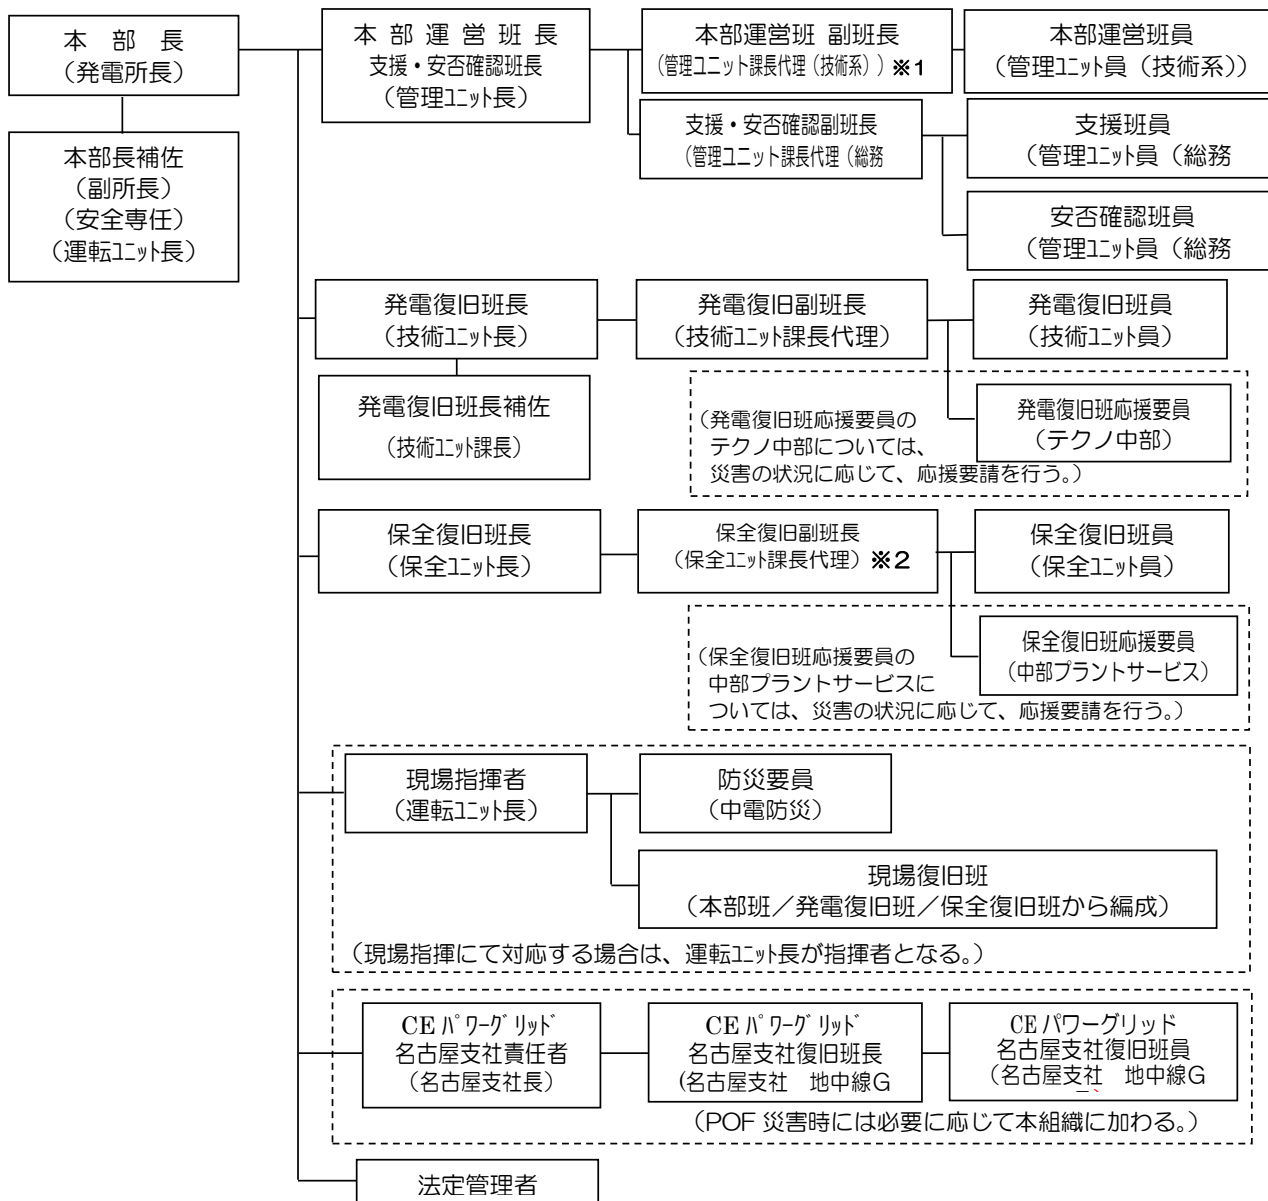 本 部 長
(発電所長)
本部長補佐
(副所長)
(安全専任)
(運転ﾕﾆｯﾄ長)
本 部 運 営 班 長
支援・安否確認班長
(管理ﾕﾆｯﾄ長)
本部運営班 副班長
(管理ﾕﾆｯﾄ課長代理(技術系)) ※1
本部運営班員
(管理ﾕﾆｯﾄ員(技術系))
支援・安否確認副班長
(管理ﾕﾆｯﾄ課長代理(総務
支援班員
(管理ﾕﾆｯﾄ員(総務
安否確認班員
(管理ﾕﾆｯﾄ員(総務
発電復旧班長
(技術ﾕﾆｯﾄ長)
発電復旧副班長
(技術ﾕﾆｯﾄ課長代理)
発電復旧班員
(技術ﾕﾆｯﾄ員)
発電復旧班長補佐
(技術ﾕﾆｯﾄ課長)
(発電復旧班応援要員の
テクノ中部については、
災害の状況に応じて、応援要請を行う。)
発電復旧班応援要員
(テクノ中部)
保全復旧班長
(保全ﾕﾆｯﾄ長)
保全復旧副班長
(保全ﾕﾆｯﾄ課長代理) ※2
保全復旧班員
(保全ﾕﾆｯﾄ員)
(保全復旧班応援要員の
中部プラントサービスに
ついては、災害の状況に応じて、応援要請を行う。)
保全復旧班応援要員
(中部プラントサービス)
現場指揮者
(運転ﾕﾆｯﾄ長)
防災要員
(中電防災)
現場復旧班
(本部班/発電復旧班/保全復旧班から編成)
(現場指揮にて対応する場合は、運転ﾕﾆｯﾄ長が指揮者となる。)
CE ﾊﾟﾜｰｸﾞﾘｯﾄﾞ
名古屋支社責任者
(名古屋支社長)
CE ﾊﾟﾜｰｸﾞﾘｯﾄﾞ
名古屋支社復旧班長
(名古屋支社 地中線G
CE パワーグリッド
名古屋支社復旧班員
(名古屋支社 地中線G
(POF 災害時には必要に応じて本組織に加わる。)
法定管理者